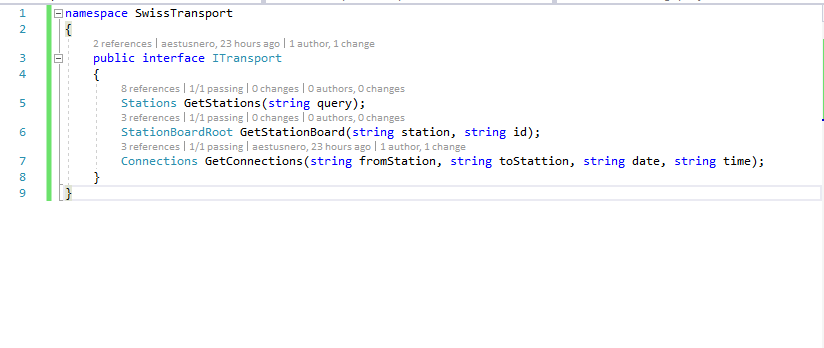 1 namespace SwissTransport
2 {
2 references | aestusnero, 23 hours ago | 1 author, 1 change
3 public interface ITransport
4 {
8 references | 1/1 passing | 0 changes | 0 authors, 0 changes
5 Stations GetStations(string query);
3 references | 1/1 passing | 0 changes | 0 authors, 0 changes
6 StationBoardRoot GetStationBoard(string station, string id);
3 references | 1/1 passing | aestusnero, 23 hours ago | 1 author, 1 change
7 Connections GetConnections(string fromStation, string toStattion, string date, string time);
8 }
9 }